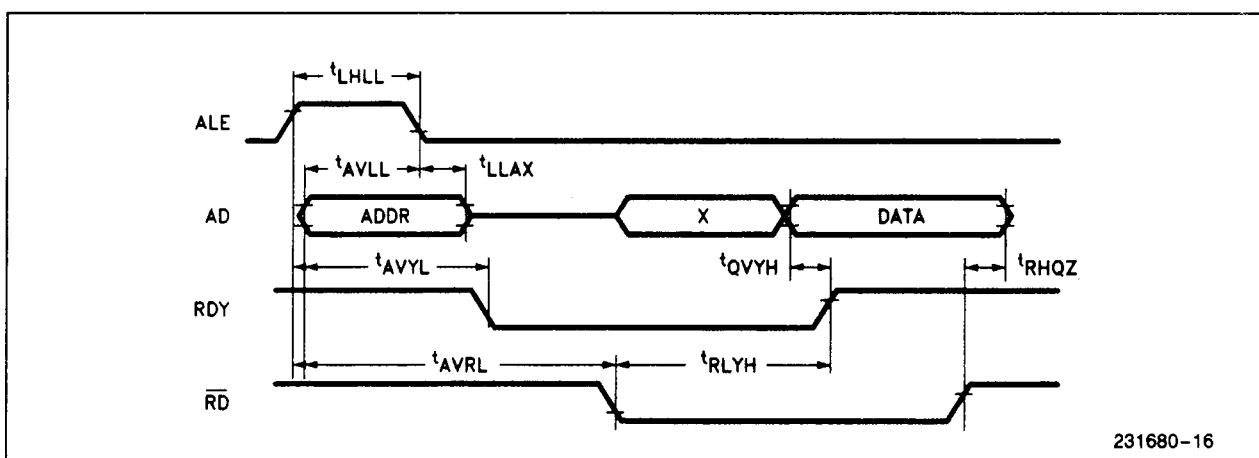 tLHLL
ALE
tAVLL tLLAX
AD ADDR X DATA
tAVYL tQVYH tRHQZ
RDY
tAVRL tRLYH
RD
231680-16